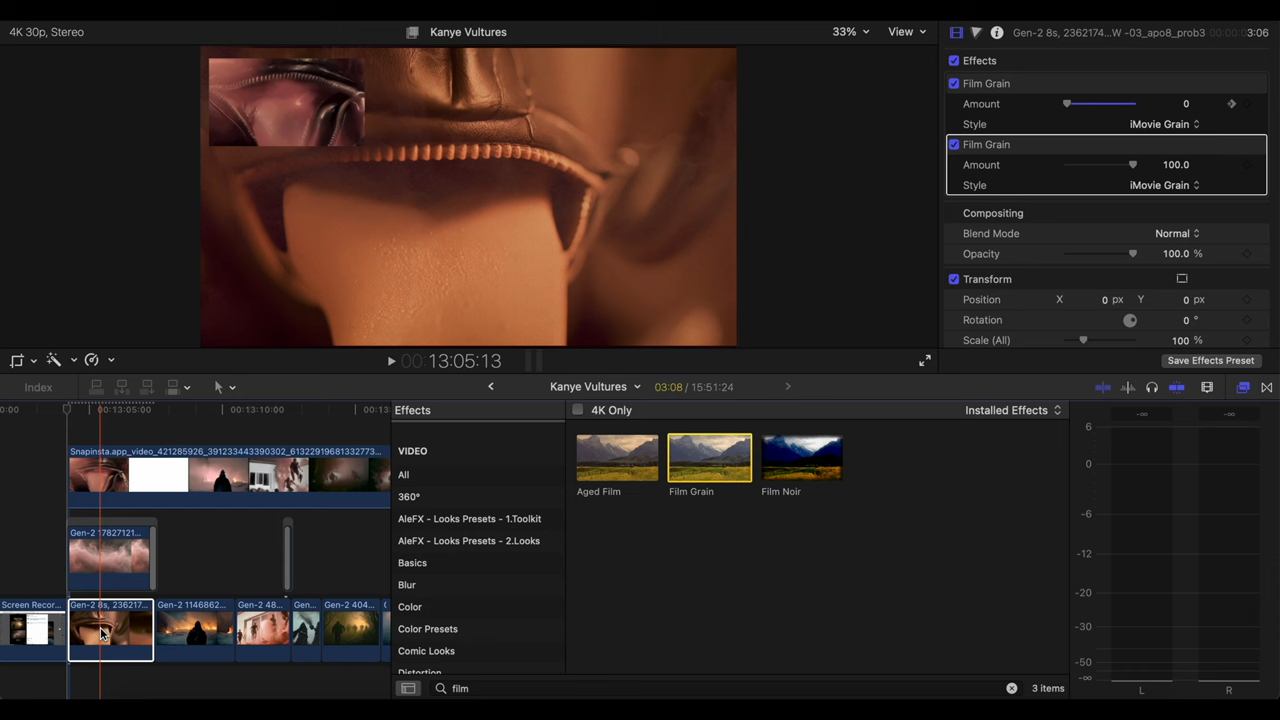 4K 30p, Stereo
Kanye Vultures
33%
View
Gen-2 8s, 2362174...W -03_apo8_prob3
3:06
Effects
Film Grain
Amount
0
Style
iMovie Grain
Film Grain
Amount
100.0
Style
iMovie Grain
Compositing
Blend Mode
Normal
Opacity
100.0 %
Transform
Position
X
0 px
Y
0 px
Rotation
0 °
Scale (All)
100 %
00:00:13:05:13
Save Effects Preset
Index
Kanye Vultures
03:08 / 15:51:24
0:00
00:13:05:00
00:13:10:00
00:13:
Effects
4K Only
Installed Effects
VIDEO
All
360°
AleFX - Looks Presets - 1.Toolkit
AleFX - Looks Presets - 2.Looks
Basics
Blur
Color
Color Presets
Comic Looks
Distortion
Aged Film
Film Grain
Film Noir
Snapinsta.app_video_421285926_391233443390302_61322919681332773...
Gen-2 17827121...
Screen Recor...
Gen-2 8s, 236217...
Gen-2 1146862...
Gen-2 48...
Gen...
Gen-2 404...
film
3 items
6
0
-6
-12
-20
-30
-50
-∞
L
R